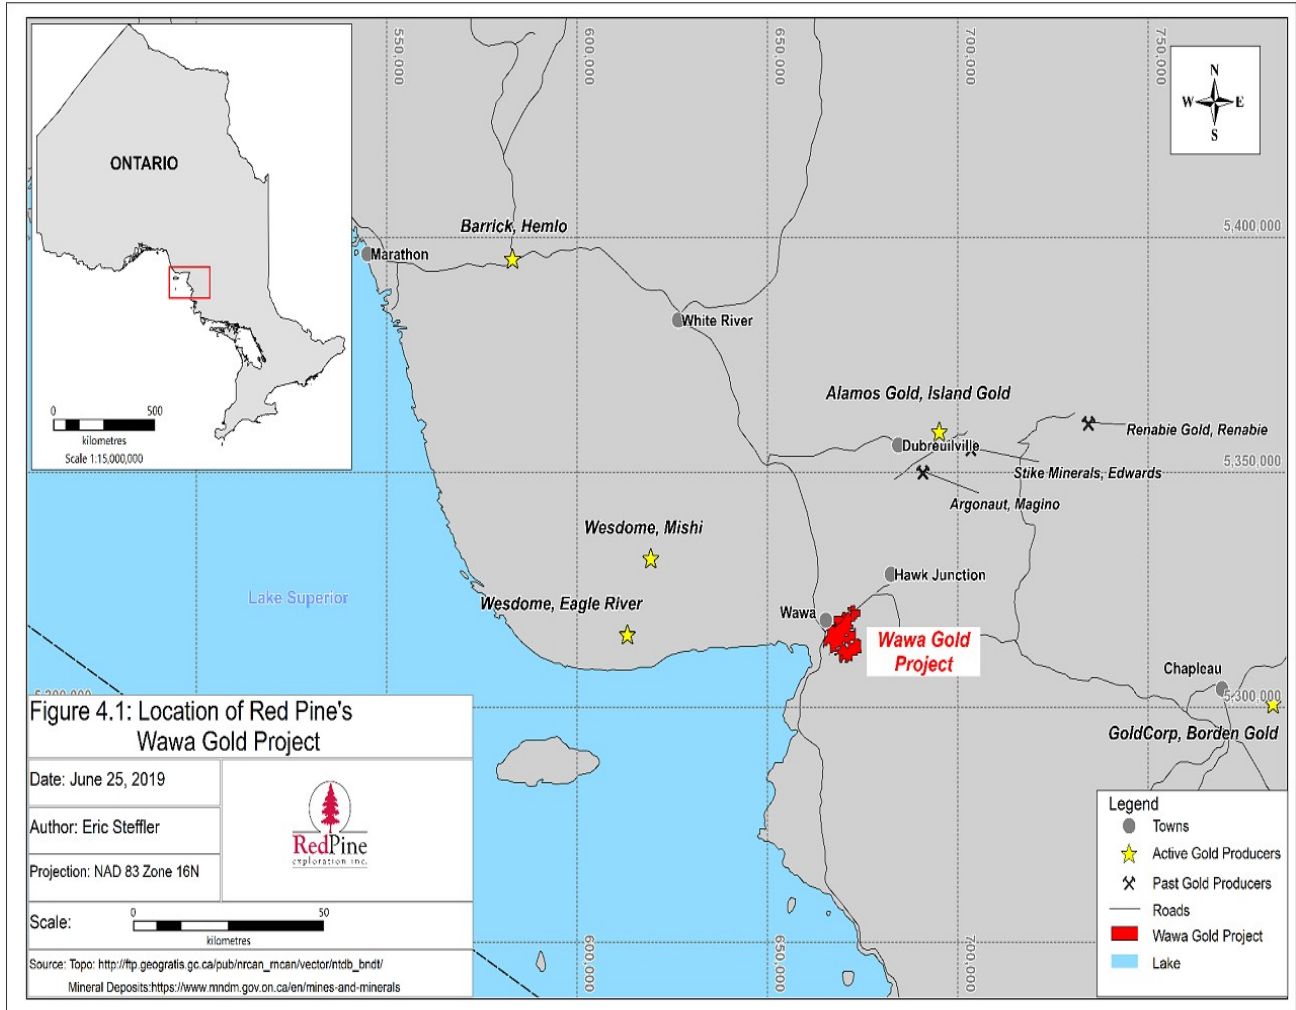 550,000
600,000
650,000
700,000
750,000
N
W E
S
ONTARIO
0 500
kilometres
Scale 1:15,000,000
Barrick, Hemlo
5,400,000
Marathon
White River
Alamos Gold, Island Gold
Renabie Gold, Renabie
Dubreuilville
5,350,000
Stike Minerals, Edwards
Argonaut, Magino
Wesdome, Mishi
Hawk Junction
Lake Superior
Wesdome, Eagle River
Wawa
Wawa Gold
Project
Chapleau
5,300,000
5,300,000
GoldCorp, Borden Gold
Figure 4.1: Location of Red Pine's
Wawa Gold Project
Date: June 25, 2019
Author: Eric Steffler
Projection: NAD 83 Zone 16N
RedPine
exploration inc.
Scale:
0 50
kilometres
Source: Topo: http://ftp.geogratis.gc.ca/pub/nrcan_rncan/vector/ntdb_bndt/
Mineral Deposits:https://www.mndm.gov.on.ca/en/mines-and-minerals
600,000
650,000
700,000
Legend
Towns
Active Gold Producers
Past Gold Producers
Roads
Wawa Gold Project
Lake